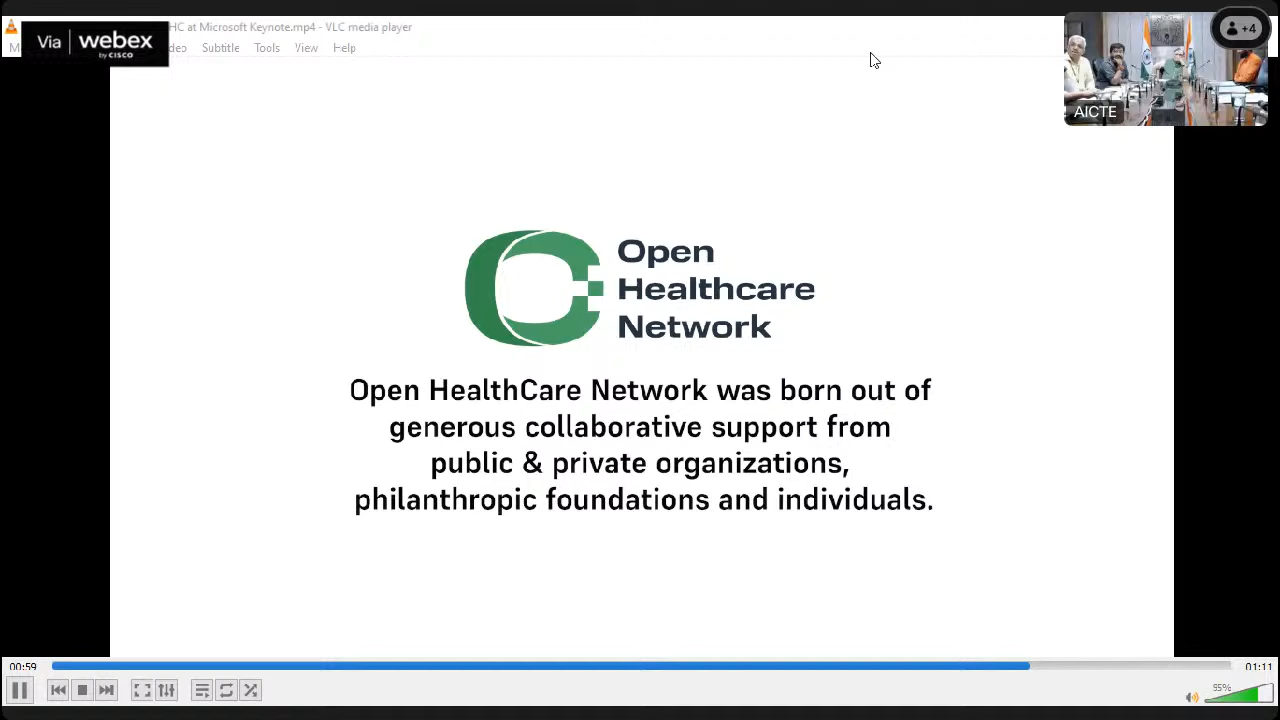 HC at Microsoft Keynote.mp4 - VLC media player
Via webex
by CISCO
Subtitle Tools View Help
+4
AICTE
Open
Healthcare
Network
Open HealthCare Network was born out of
generous collaborative support from
public & private organizations,
philanthropic foundations and individuals.
00:59
01:11
95%